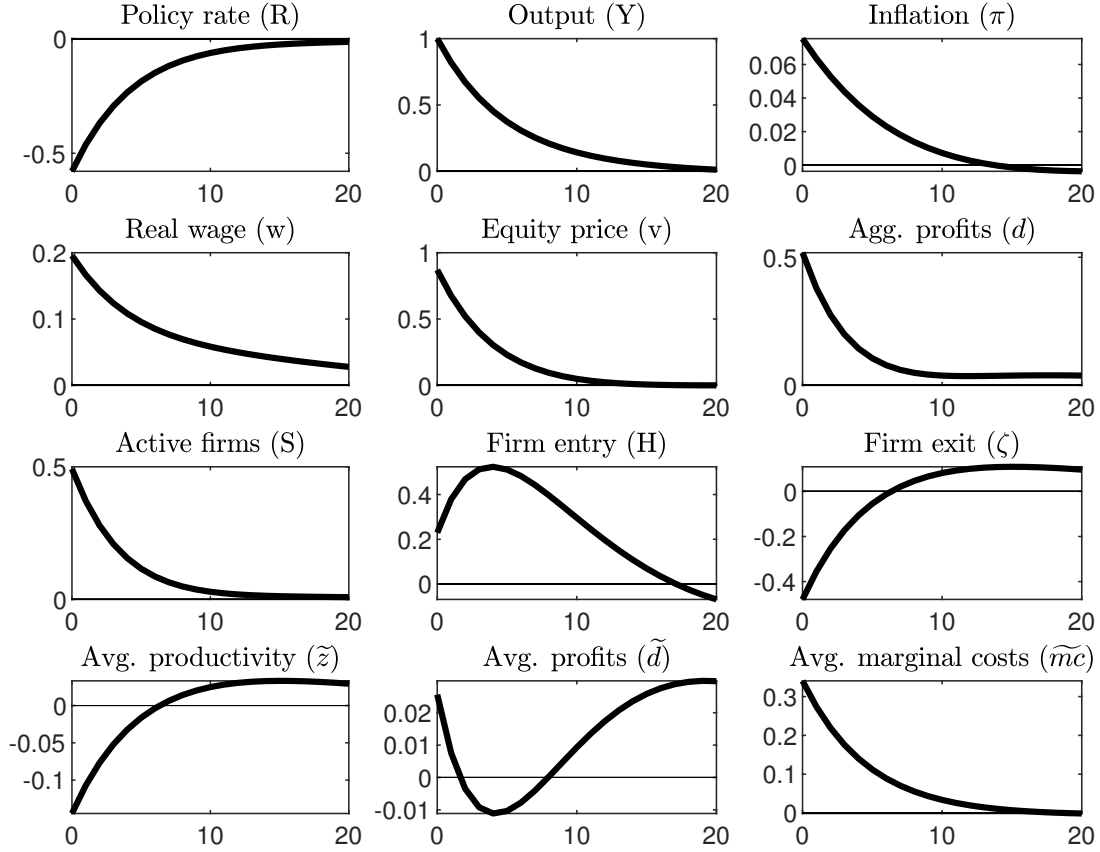 Policy rate (R)
0
-0.5
0 10 20
Output (Y)
1
0.5
0
0 10 20
Inflation (π)
0.06
0.04
0.02
0
0 10 20
Real wage (w)
0.2
0.1
0
0 10 20
Equity price (v)
1
0.5
0
0 10 20
Agg. profits (d)
0.5
0
0 10 20
Active firms (S)
0.5
0
0 10 20
Firm entry (H)
0.4
0.2
0
0 10 20
Firm exit (ζ)
0
-0.2
-0.4
0 10 20
Avg. productivity (z̃)
0
-0.05
-0.1
0 10 20
Avg. profits (d̃)
0.02
0.01
0
-0.01
0 10 20
Avg. marginal costs (m͠c)
0.3
0.2
0.1
0
0 10 20